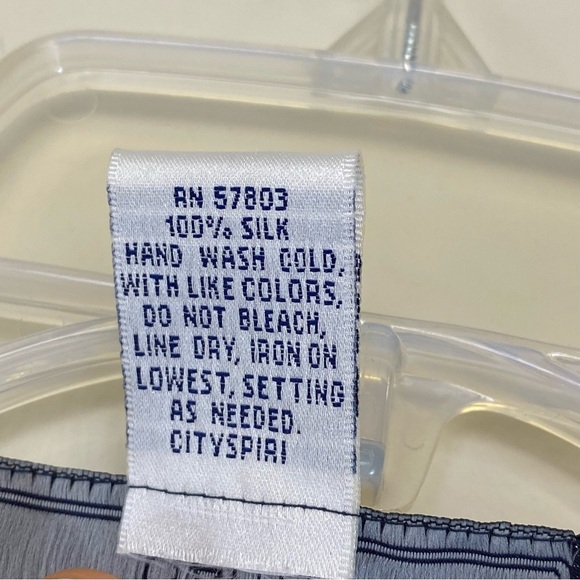 RN 57803
100% SILK
HAND WASH COLD,
WITH LIKE COLORS,
DO NOT BLEACH,
LINE DRY, IRON ON
LOWEST, SETTING
AS NEEDED.
CITYSPIRI